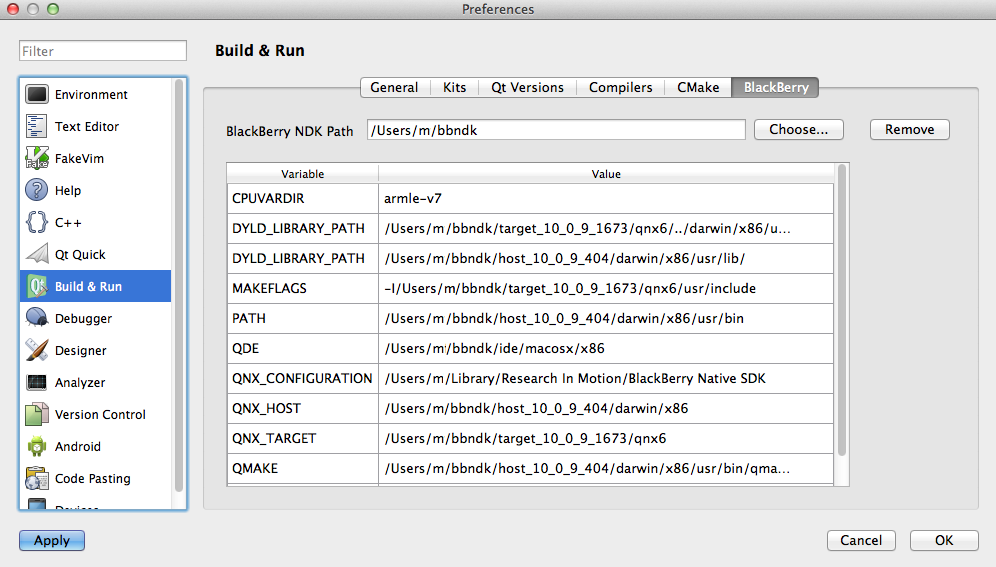 Preferences
Filter
Environment
Text Editor
FakeVim
Help
C++
Qt Quick
Build & Run
Debugger
Designer
Analyzer
Version Control
Android
Code Pasting
Devices
Build & Run
General Kits Qt Versions Compilers CMake BlackBerry
BlackBerry NDK Path /Users/m/bbndk Choose... Remove
Variable Value
CPUVARDIR armle-v7
DYLD_LIBRARY_PATH /Users/m/bbndk/target_10_0_9_1673/qnx6/../darwin/x86/u...
DYLD_LIBRARY_PATH /Users/m/bbndk/host_10_0_9_404/darwin/x86/usr/lib/
MAKEFLAGS -I/Users/m/bbndk/target_10_0_9_1673/qnx6/usr/include
PATH /Users/m/bbndk/host_10_0_9_404/darwin/x86/usr/bin
QDE /Users/m/bbndk/ide/macosx/x86
QNX_CONFIGURATION /Users/m/Library/Research In Motion/BlackBerry Native SDK
QNX_HOST /Users/m/bbndk/host_10_0_9_404/darwin/x86
QNX_TARGET /Users/m/bbndk/target_10_0_9_1673/qnx6
QMAKE /Users/m/bbndk/host_10_0_9_404/darwin/x86/usr/bin/qma...
Apply Cancel OK